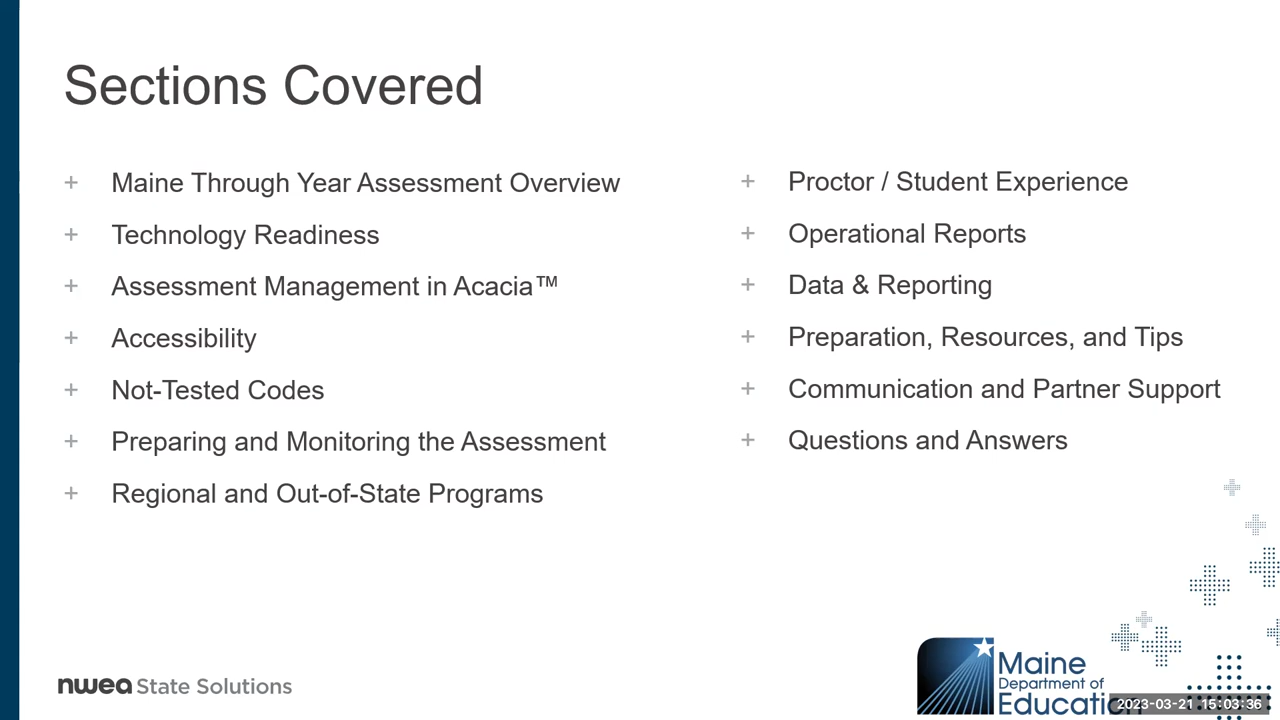 Sections Covered
+ Maine Through Year Assessment Overview
+ Technology Readiness
+ Assessment Management in Acacia™
+ Accessibility
+ Not-Tested Codes
+ Preparing and Monitoring the Assessment
+ Regional and Out-of-State Programs
+ Proctor / Student Experience
+ Operational Reports
+ Data & Reporting
+ Preparation, Resources, and Tips
+ Communication and Partner Support
+ Questions and Answers
nwea State Solutions
Maine
Department of
Education
2023-03-21 15:03:36